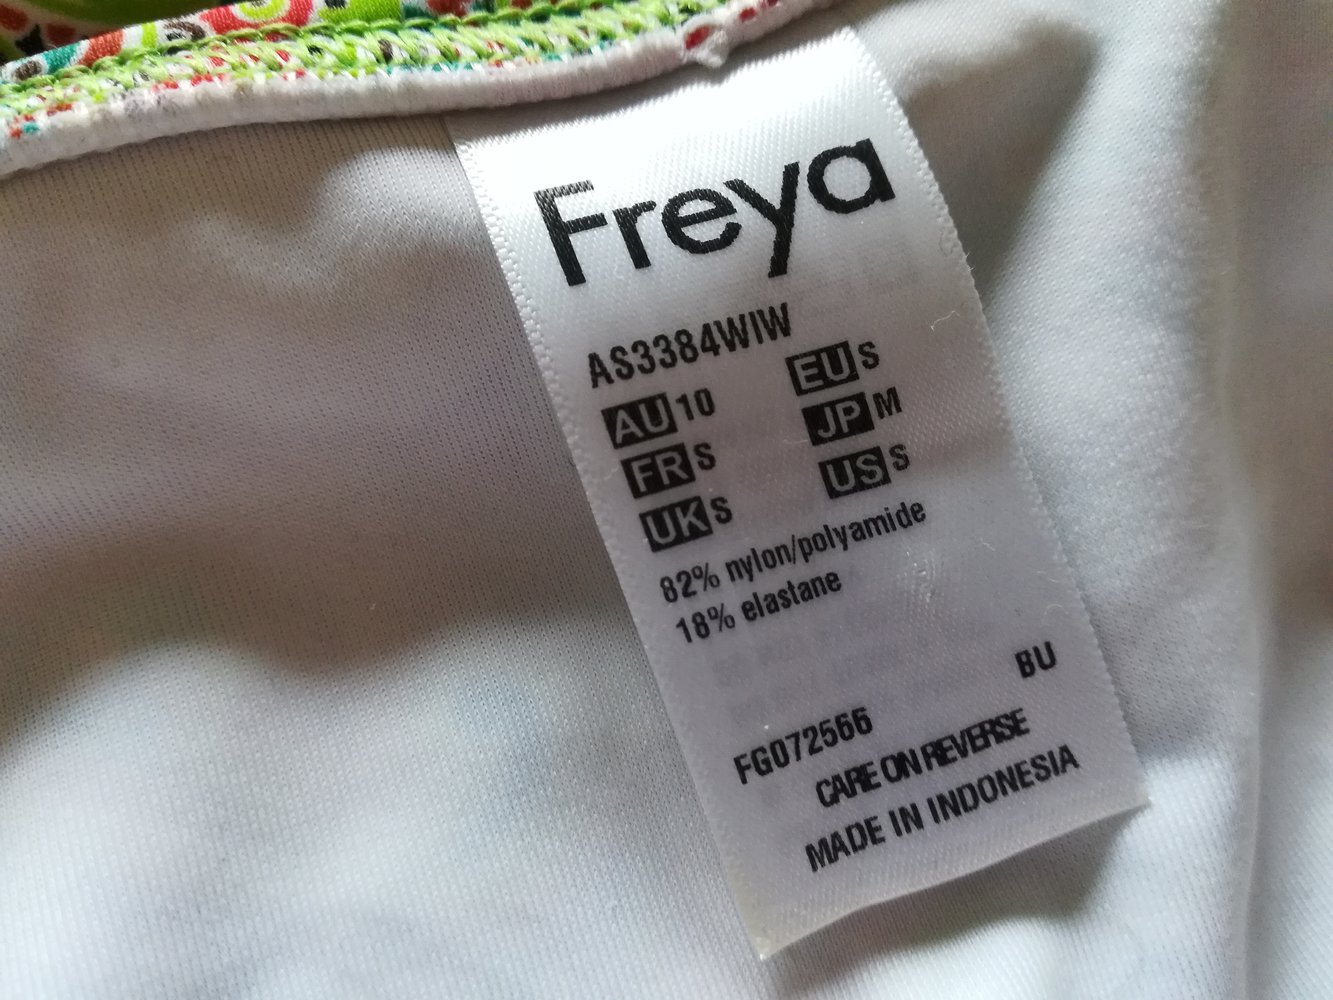 Freya
AS3384WIW
AU 10 EU S
FR S JP M
UK S US S
82% nylon/polyamide
18% elastane
BU
FG072566
CARE ON REVERSE
MADE IN INDONESIA